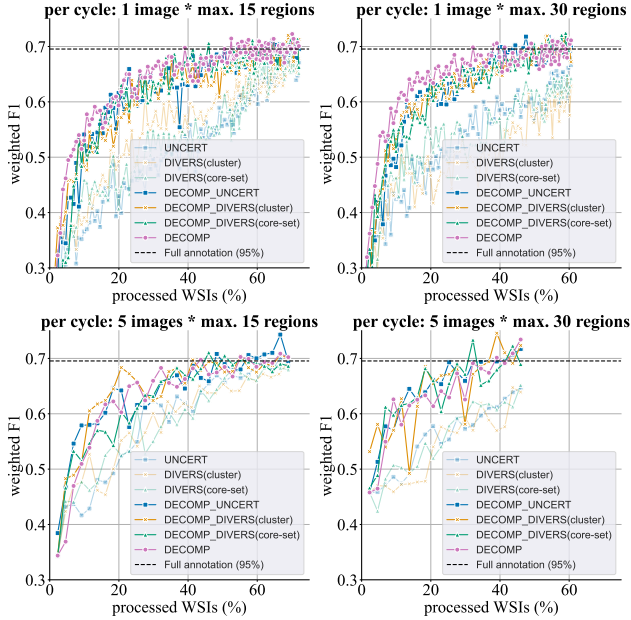 per cycle: 1 image * max. 15 regions
weighted F1
0.7
0.6
0.5
0.4
0.3
UNCERT
DIVERS(cluster)
DIVERS(core-set)
DECOMP_UNCERT
DECOMP_DIVERS(cluster)
DECOMP_DIVERS(core-set)
DECOMP
Full annotation (95%)
0 20 40 60
processed WSIs (%)
per cycle: 1 image * max. 30 regions
weighted F1
0.7
0.6
0.5
0.4
0.3
UNCERT
DIVERS(cluster)
DIVERS(core-set)
DECOMP_UNCERT
DECOMP_DIVERS(cluster)
DECOMP_DIVERS(core-set)
DECOMP
Full annotation (95%)
0 20 40 60
processed WSIs (%)
per cycle: 5 images * max. 15 regions
weighted F1
0.7
0.6
0.5
0.4
0.3
UNCERT
DIVERS(cluster)
DIVERS(core-set)
DECOMP_UNCERT
DECOMP_DIVERS(cluster)
DECOMP_DIVERS(core-set)
DECOMP
Full annotation (95%)
0 20 40 60
processed WSIs (%)
per cycle: 5 images * max. 30 regions
weighted F1
0.7
0.6
0.5
0.4
0.3
UNCERT
DIVERS(cluster)
DIVERS(core-set)
DECOMP_UNCERT
DECOMP_DIVERS(cluster)
DECOMP_DIVERS(core-set)
DECOMP
Full annotation (95%)
0 20 40 60
processed WSIs (%)